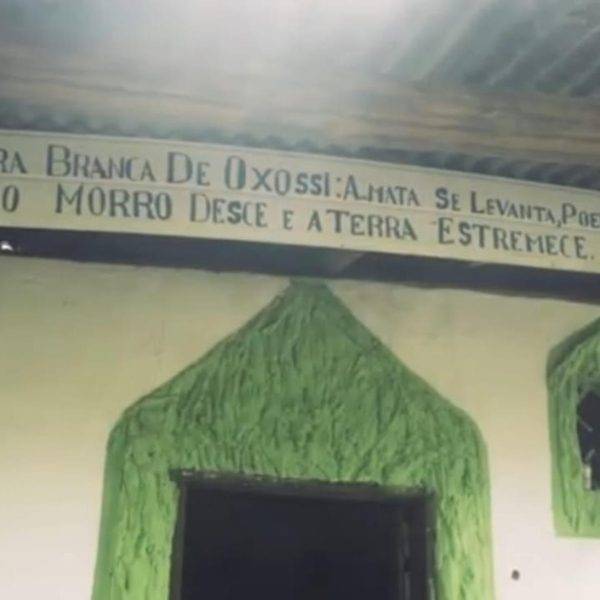 BRANCA DE OXOSSI: A MATA SE LEVANTA,
O MORRO DESCE E A TERRA ESTREMECE.